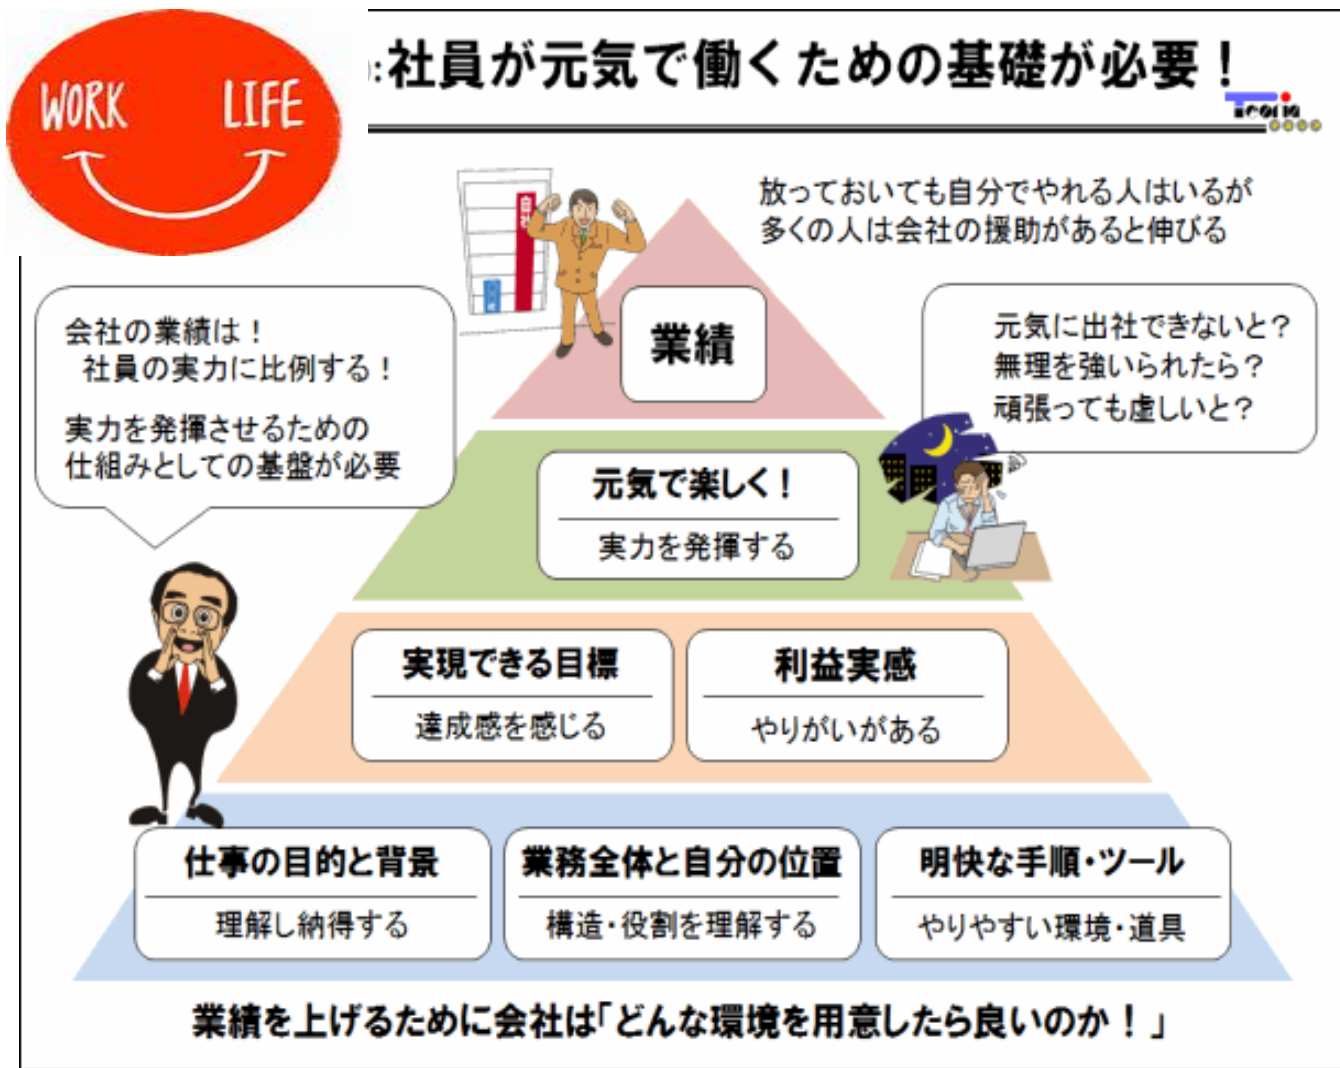 WORK LIFE
:社員が元気で働くための基礎が必要！
Teoria
放っておいても自分でやれる人はいるが
多くの人は会社の援助があると伸びる
自社
会社の業績は！
社員の実力に比例する！
実力を発揮させるための
仕組みとしての基盤が必要
業績
元気に出社できないと？
無理を強いられたら？
頑張っても虚しいと？
元気で楽しく！
実力を発揮する
実現できる目標
達成感を感じる
利益実感
やりがいがある
仕事の目的と背景
理解し納得する
業務全体と自分の位置
構造・役割を理解する
明快な手順・ツール
やりやすい環境・道具
業績を上げるために会社は「どんな環境を用意したら良いのか！」